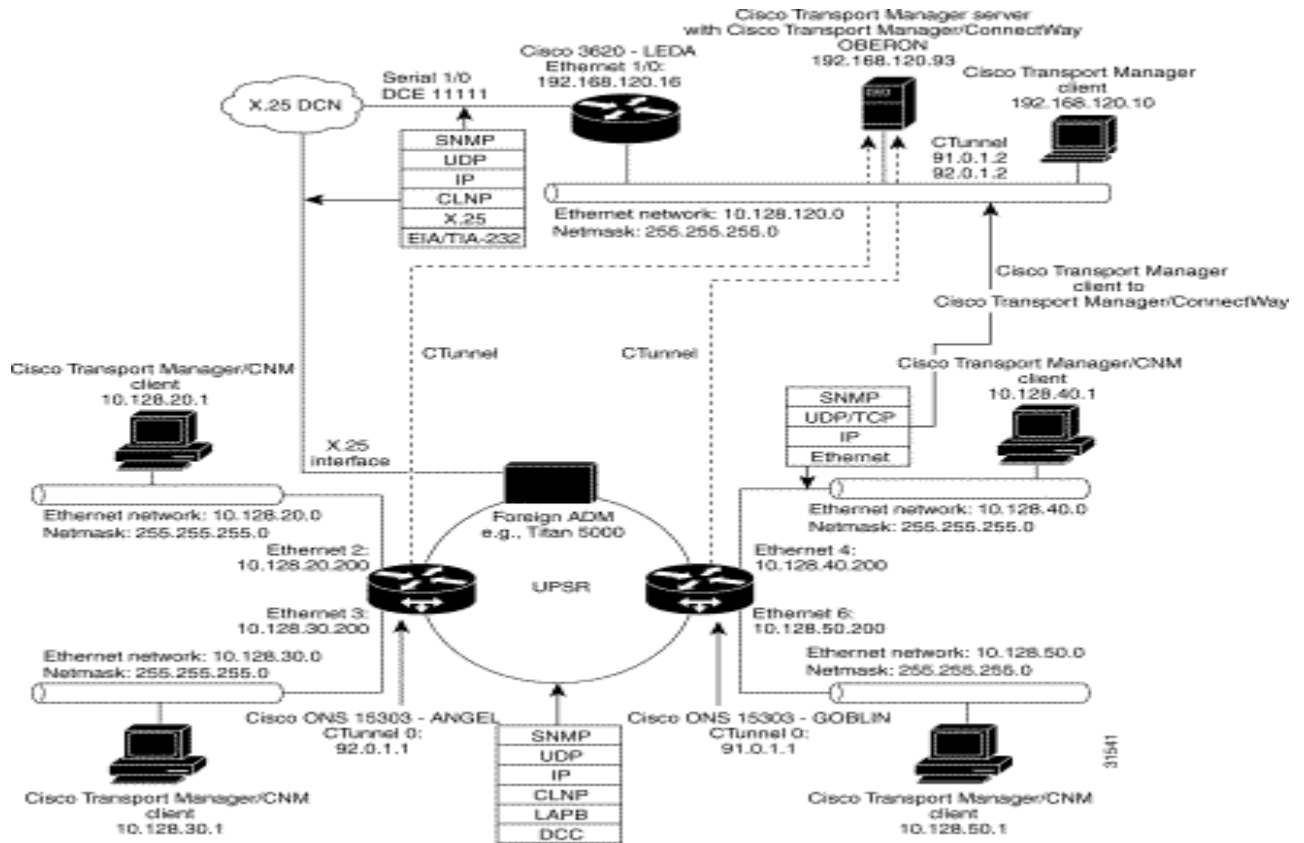 Cisco Transport Manager server
with Cisco Transport Manager/ConnectWay
OBERON
192.168.120.93
Cisco 3620 - LEDA
Ethernet 1/0:
192.168.120.16
Serial 1/0
DCE 11111
X.25 DCN
Cisco Transport Manager
client
192.168.120.10
SNMP
UDP
IP
CLNP
X.25
EIA/TIA-232
CTunnel
91.0.1.2
92.0.1.2
Ethernet network: 10.128.120.0
Netmask: 255.255.255.0
Cisco Transport Manager
client to
Cisco Transport Manager/ConnectWay
CTunnel
CTunnel
Cisco Transport Manager/CNM
client
10.128.20.1
Cisco Transport Manager/CNM
client
10.128.40.1
SNMP
UDP/TCP
IP
Ethernet
X.25
interface
Ethernet network: 10.128.20.0
Netmask: 255.255.255.0
Foreign ADM
e.g., Titan 5000
Ethernet network: 10.128.40.0
Netmask: 255.255.255.0
Ethernet 2:
10.128.20.200
Ethernet 4:
10.128.40.200
UPSR
Ethernet 3:
10.128.30.200
Ethernet 6:
10.128.50.200
Ethernet network: 10.128.30.0
Netmask: 255.255.255.0
Ethernet network: 10.128.50.0
Netmask: 255.255.255.0
Cisco ONS 15303 - ANGEL
CTunnel 0:
92.0.1.1
Cisco ONS 15303 - GOBLIN
CTunnel 0:
91.0.1.1
SNMP
UDP
IP
CLNP
LAPB
DCC
Cisco Transport Manager/CNM
client
10.128.30.1
Cisco Transport Manager/CNM
client
10.128.50.1
31541